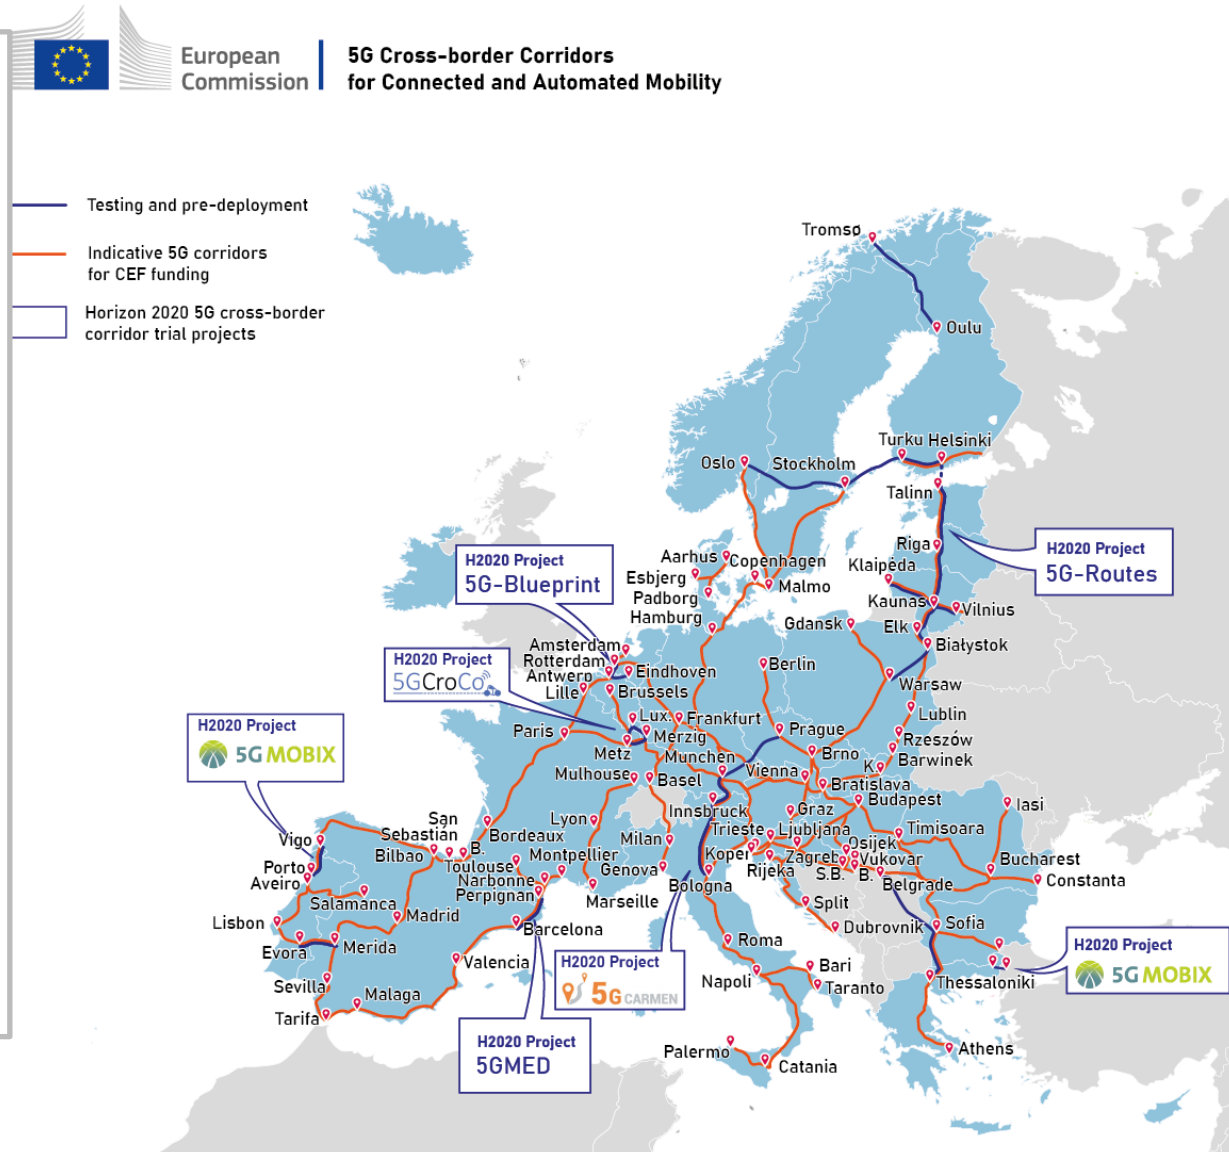 European
Commission
5G Cross-border Corridors
for Connected and Automated Mobility
Testing and pre-deployment
Indicative 5G corridors
for CEF funding
Horizon 2020 5G cross-border
corridor trial projects
Tromsø
Oulu
Turku Helsinki
Oslo
Stockholm
Talinn
Riga
H2020 Project
5G-Routes
H2020 Project
5G-Blueprint
Aarhus
Copenhagen
Klaipėda
Esbjerg
Malmo
Padborg
Kaunas
Vilnius
Hamburg
Gdansk
Elk
Białystok
Amsterdam
Rotterdam
Antwerp
Eindhoven
Berlin
H2020 Project
5GCroCo
Lille
Brussels
Warsaw
Lublin
Lux.
Frankfurt
H2020 Project
5G MOBIX
Paris
Merzig
Prague
Rzeszów
Metz
Munchen
Brno
Barwinek
Mulhouse
Basel
Vienna
K.
Bratislava
Budapest
Iasi
Innsbruck
Graz
San
Sebastian
Bordeaux
Lyon
Milan
Trieste
Ljubljana
Timisoara
Vigo
Bilbao
B.
Osijek
Toulouse
Montpellier
Koper
Zagreb
Vukovar
Bucharest
Porto
Narbonne
Genova
Rijeka
S.B.
B.
Aveiro
Perpignan
Bologna
Belgrade
Constanta
Salamanca
Marseille
Split
Lisbon
Madrid
Barcelona
Dubrovnik
Sofia
Evora
Merida
Roma
H2020 Project
5G MOBIX
Valencia
H2020 Project
5G CARMEN
Bari
Sevilla
Napoli
Taranto
Thessaloniki
Malaga
Tarifa
H2020 Project
5GMED
Palermo
Catania
Athens